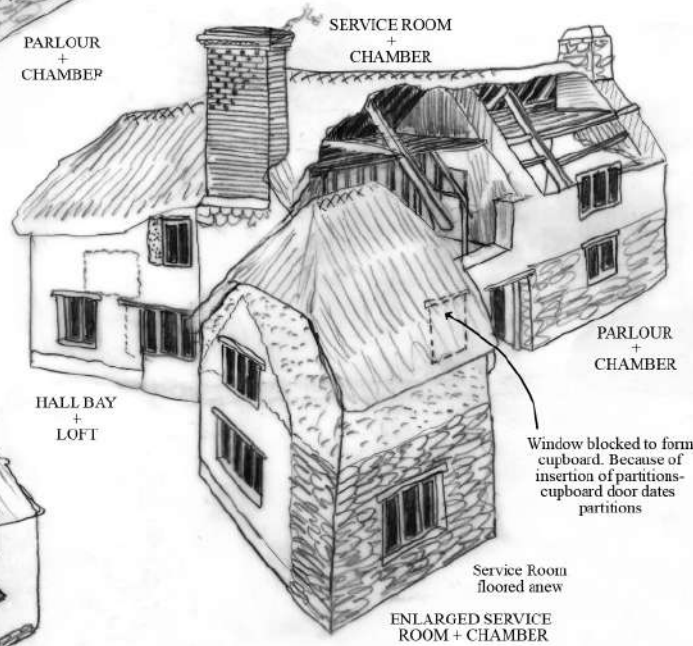 PARLOUR
+
CHAMBER
SERVICE ROOM
+
CHAMBER
PARLOUR
+
CHAMBER
HALL BAY
+
LOFT
Window blocked to form
cupboard. Because of
insertion of partitions-
cupboard door dates
partitions
Service Room
floored anew
ENLARGED SERVICE
ROOM + CHAMBER